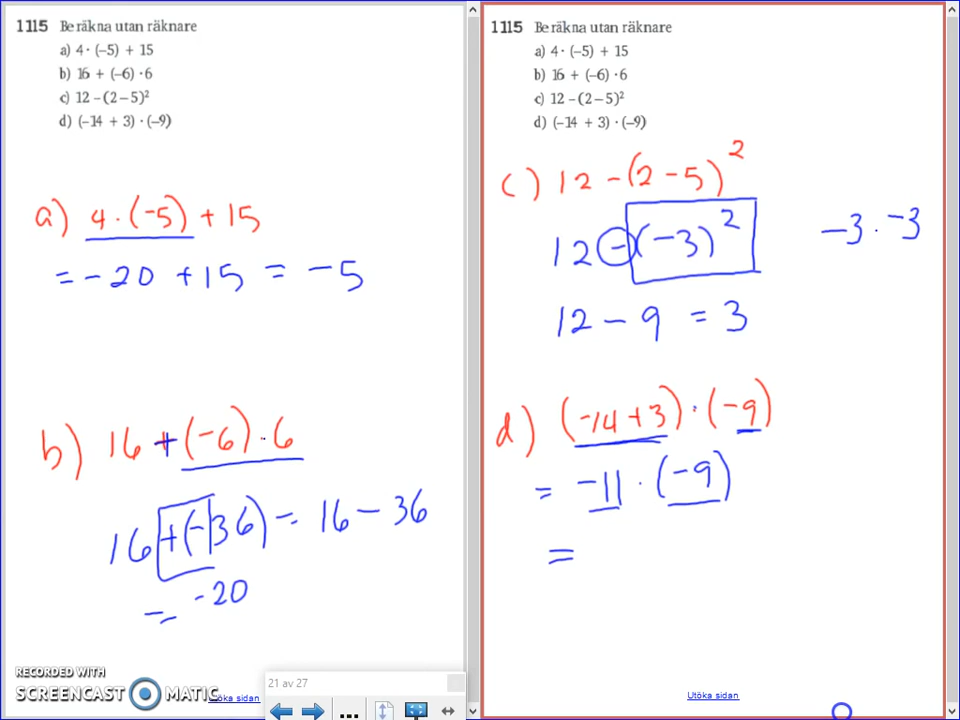 1115 Beräkna utan räknare
a) 4 · (–5) + 15
b) 16 + (–6) · 6
c) 12 – (2 – 5)²
d) (–14 + 3) · (–9)
a) 4 · (-5) + 15
= -20 + 15 = -5
b) 16 + (-6) · 6
16 + (-36) = 16 - 36
= -20
RECORDED WITH
SCREENCAST MATIC
Utöka sidan
21 av 27
1115 Beräkna utan räknare
a) 4 · (–5) + 15
b) 16 + (–6) · 6
c) 12 – (2 – 5)²
d) (–14 + 3) · (–9)
c) 12 - (2 - 5)²
12 - (-3)² -3 · -3
12 - 9 = 3
d) (-14 + 3) · (-9)
= -11 · (-9)
=
Utöka sidan